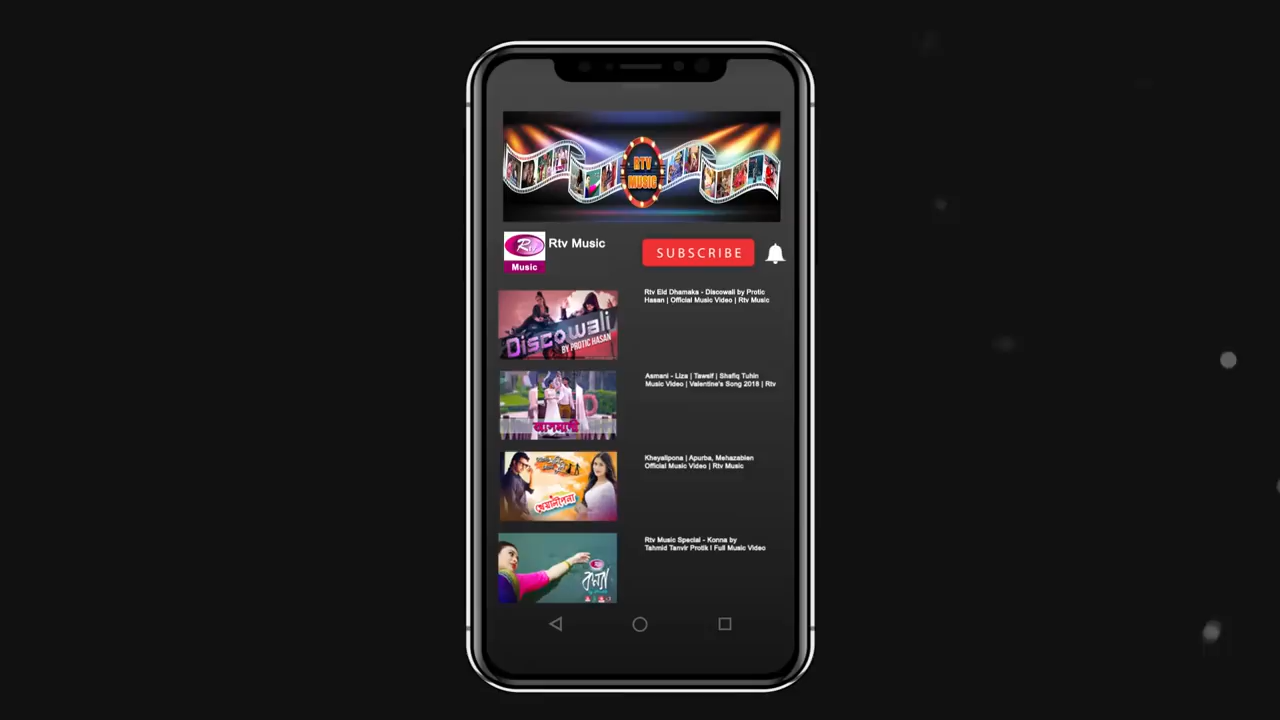 RTV
MUSIC
Rtv
Music
Rtv Music
SUBSCRIBE
Discowali
BY PROTIC HASAN
Rtv Eid Dhamaka - Discowali by Protic
Hasan | Official Music Video | Rtv Music
আসমানী
Asmani - Liza | Tawsif | Shafiq Tuhin
Music Video | Valentine's Song 2018 | Rtv
খেয়ালীপনা
Kheyalipona | Apurba, Mehazabien
Official Music Video | Rtv Music
Rtv Music Special - Konna by
Tahmid Tanvir Protik I Full Music Video